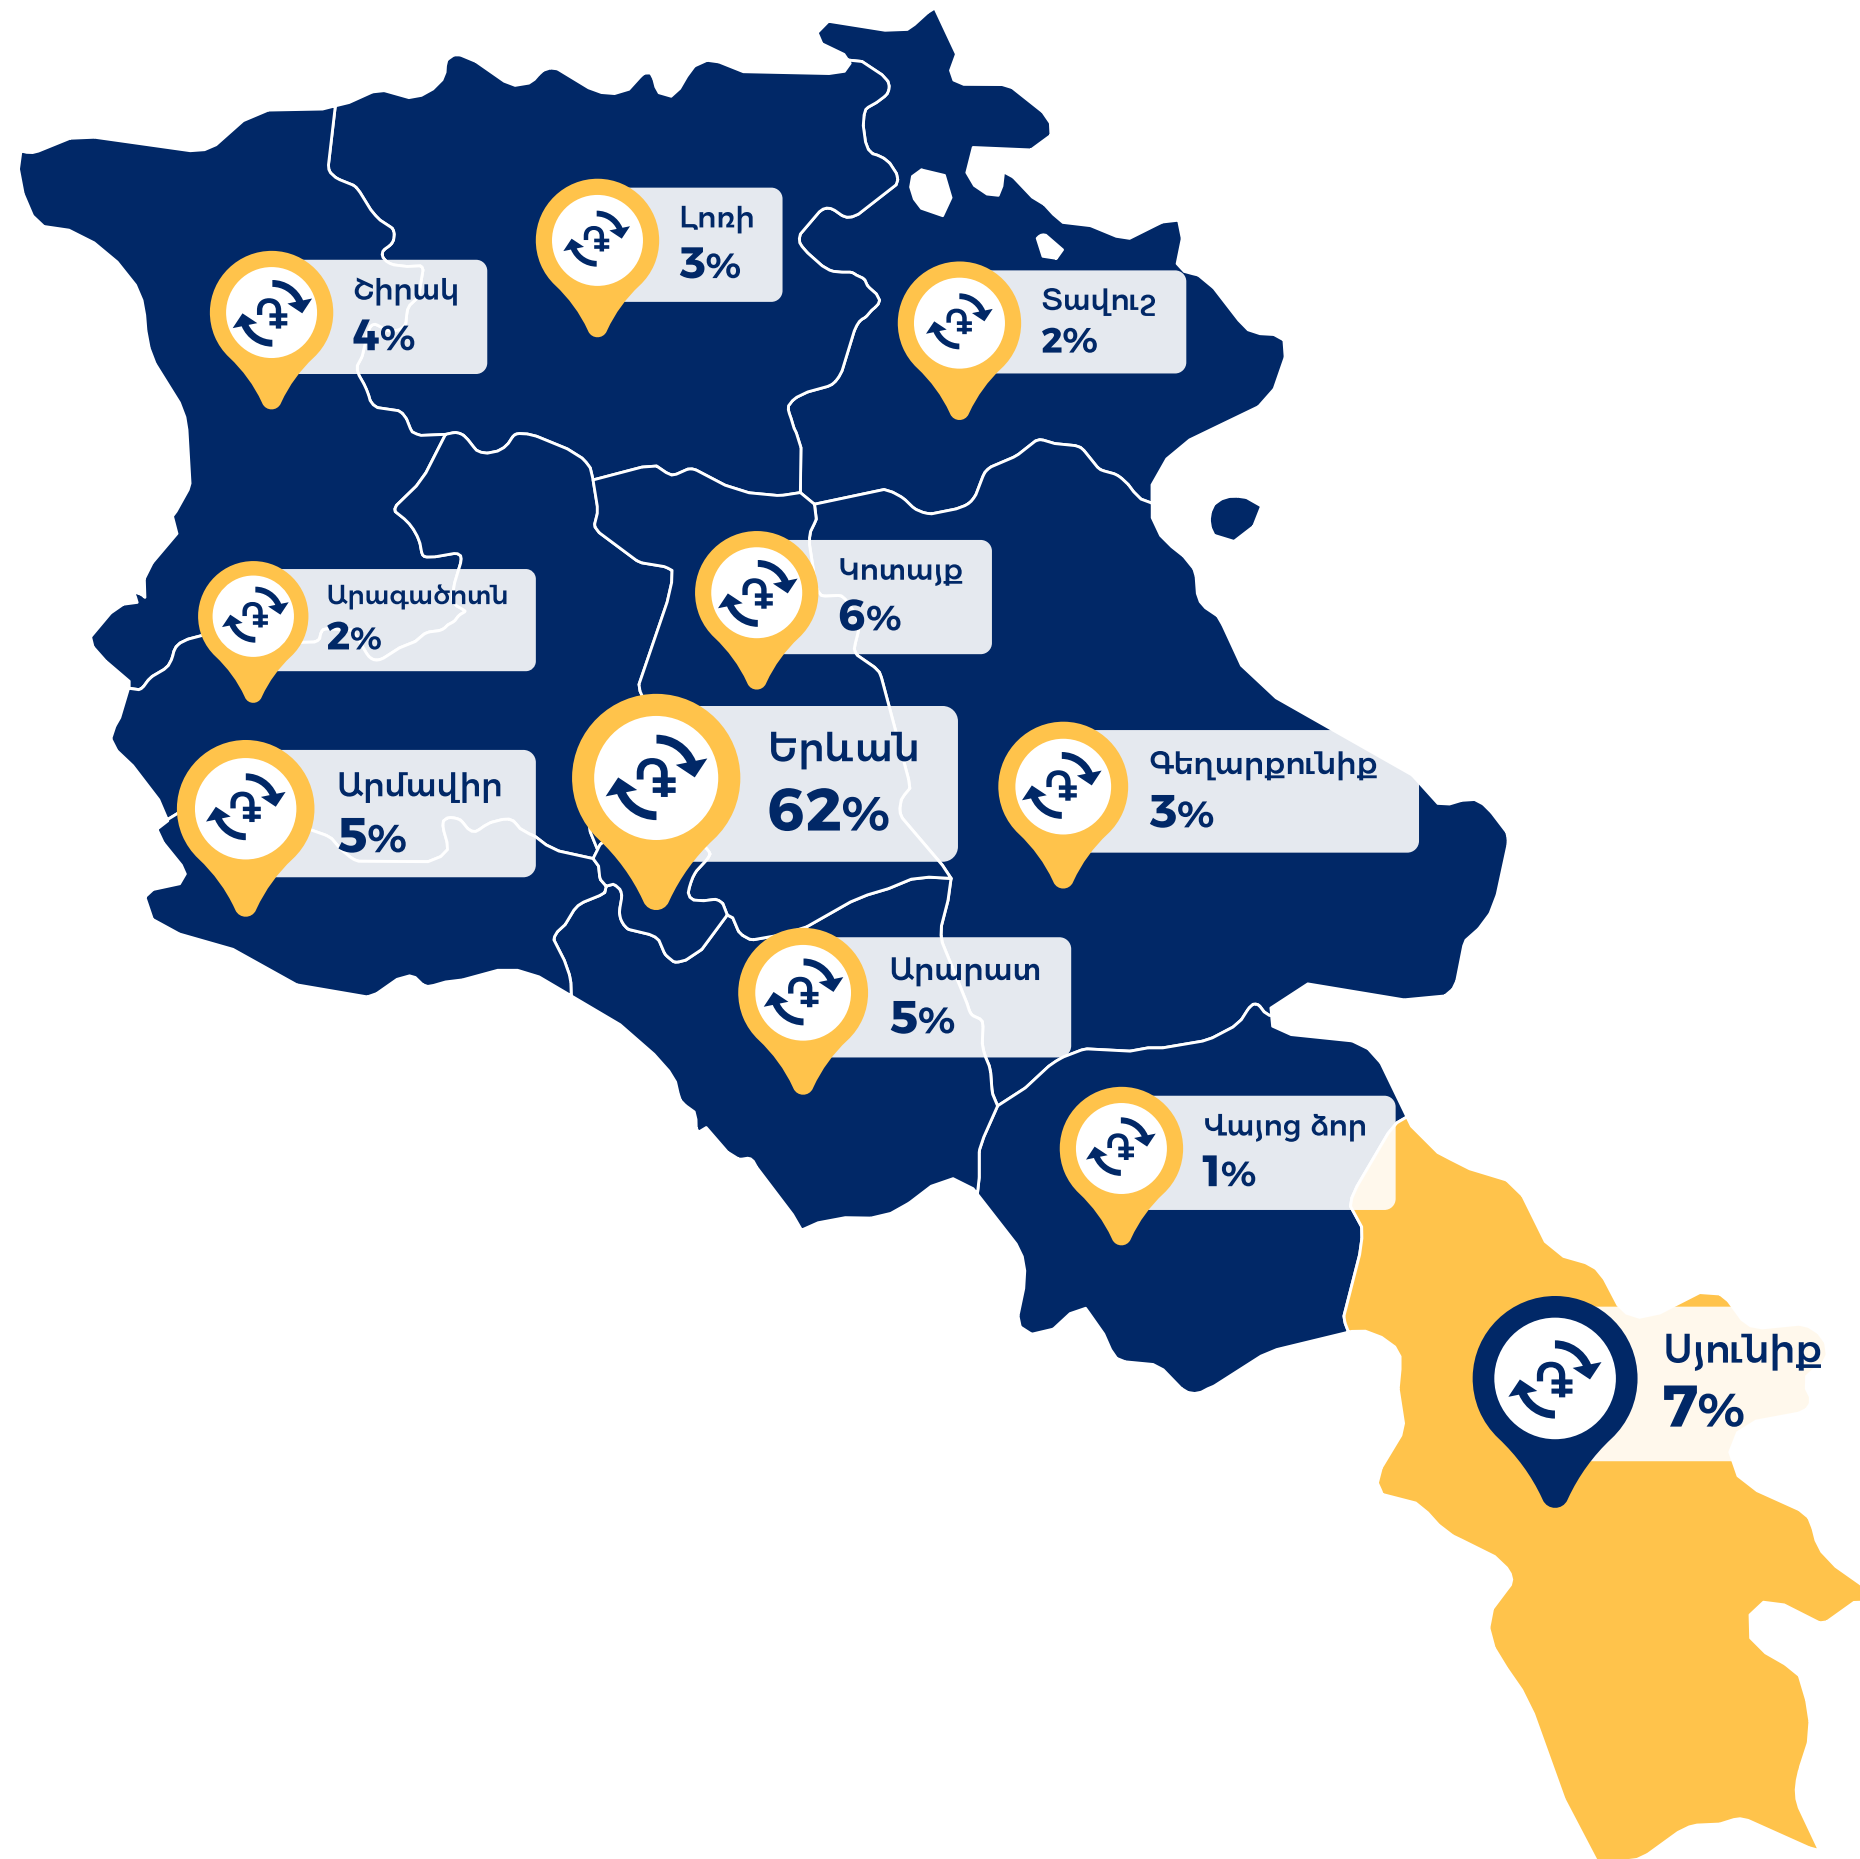 Լոռի
3%
Շիրակ
4%
Տավուշ
2%
Կոտայք
6%
Արագածոտն
2%
Երևան
62%
Գեղարքունիք
3%
Արմավիր
5%
Արարատ
5%
Վայոց ձոր
1%
Սյունիք
7%